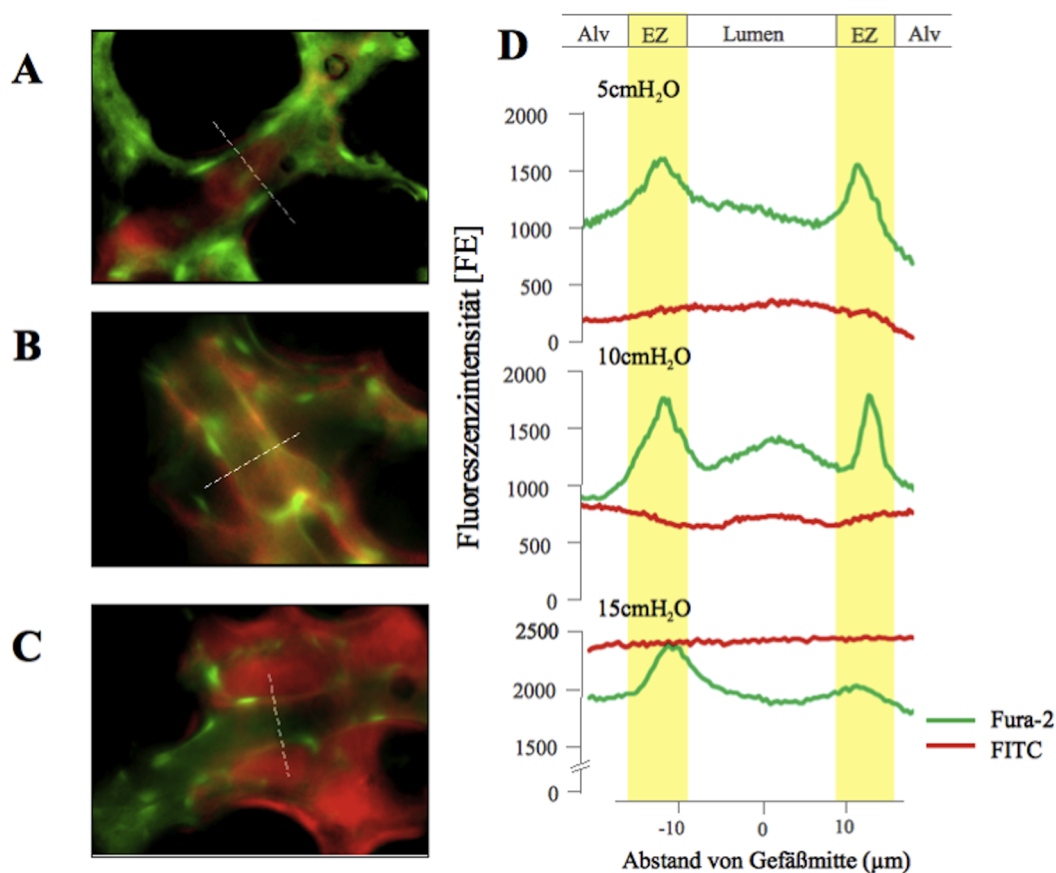 A
B
C
D
Alv EZ Lumen EZ Alv
Fluoreszenzintensität [FE]
5cmH₂O
2000
1500
1000
500
0
10cmH₂O
2000
1500
1000
500
0
15cmH₂O
2500
2000
1500
0
-10 0 10
Abstand von Gefäßmitte (µm)
Fura-2
FITC